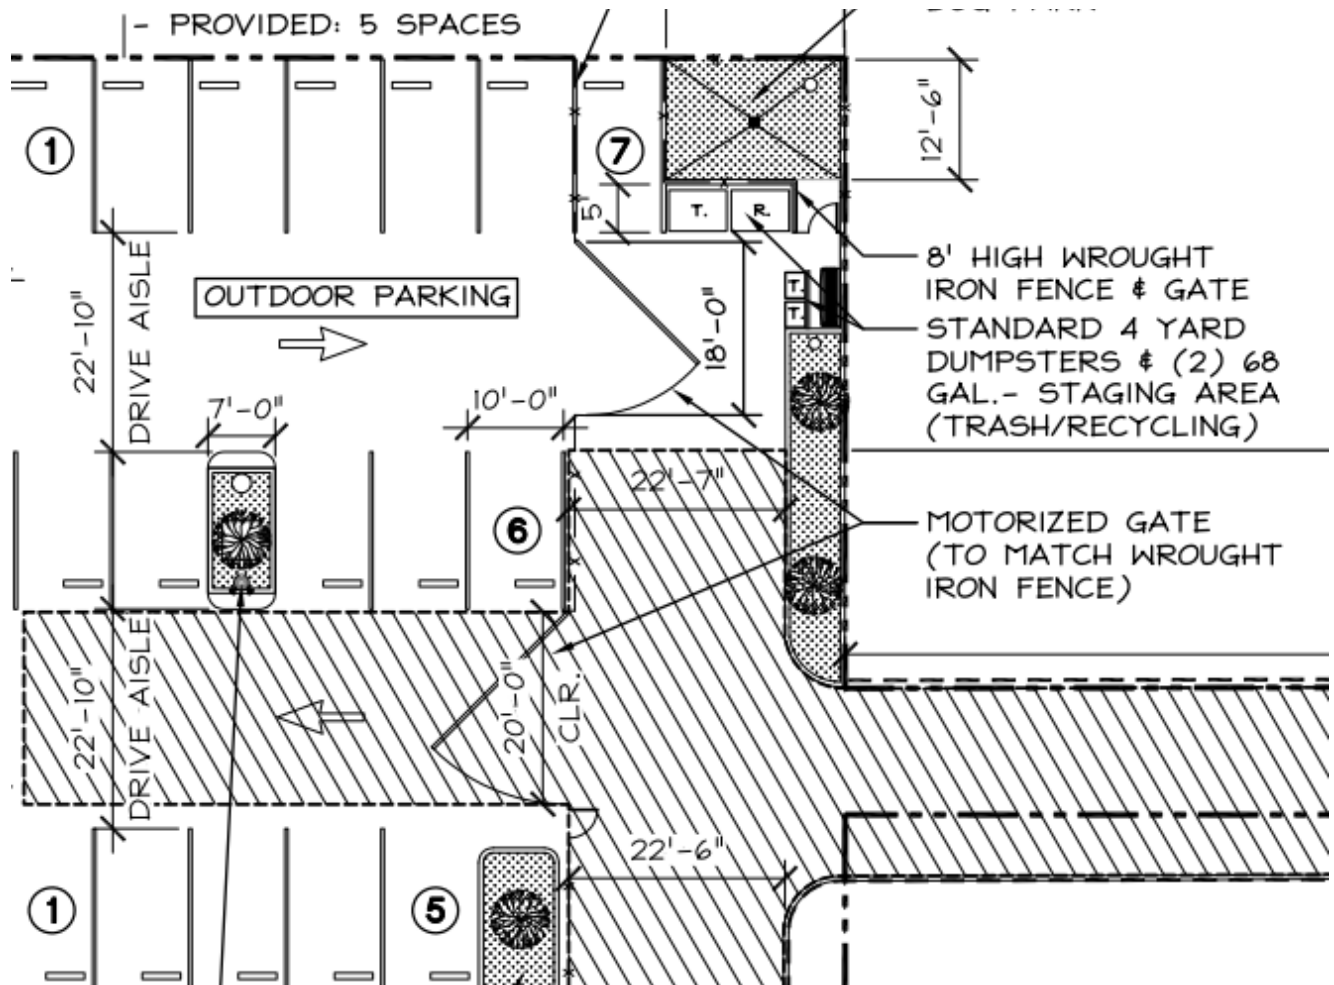 - PROVIDED: 5 SPACES
1
7
12'-6"
5'
T.
R.
8' HIGH WROUGHT
IRON FENCE & GATE
OUTDOOR PARKING
DRIVE AISLE
22'-10"
T.
T.
18'-0"
STANDARD 4 YARD
DUMPSTERS & (2) 68
GAL.- STAGING AREA
(TRASH/RECYCLING)
7'-0"
10'-0"
22'-7"
6
MOTORIZED GATE
(TO MATCH WROUGHT
IRON FENCE)
DRIVE AISLE
22'-10"
20'-0"
CLR.
22'-6"
1
5